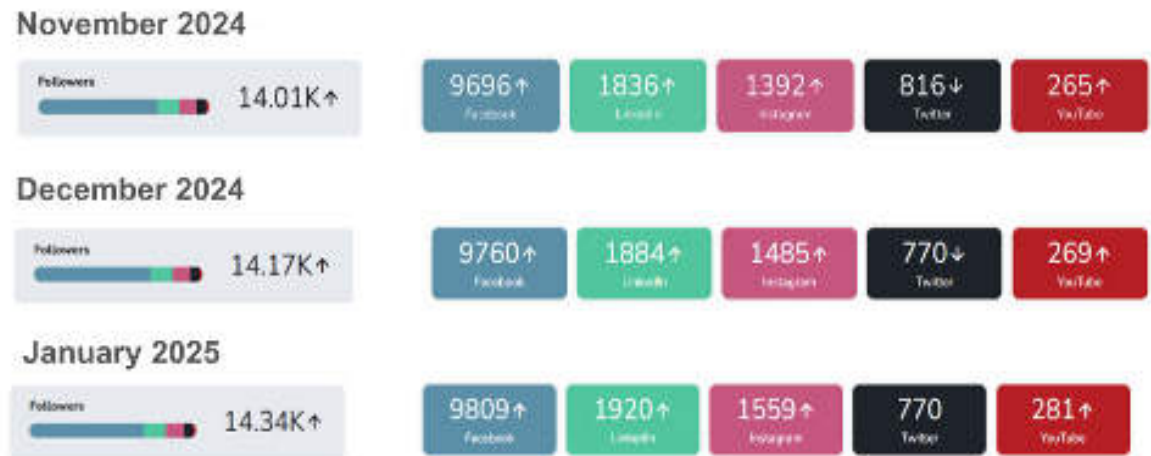 November 2024
Followers
14.01K↑
9696↑ 1836↑ 1392↑ 816↓ 265↑
Facebook LinkedIn Instagram Twitter YouTube
December 2024
Followers
14.17K↑
9760↑ 1884↑ 1485↑ 770↓ 269↑
Facebook LinkedIn Instagram Twitter YouTube
January 2025
Followers
14.34K↑
9809↑ 1920↑ 1559↑ 770 281↑
Facebook LinkedIn Instagram Twitter YouTube